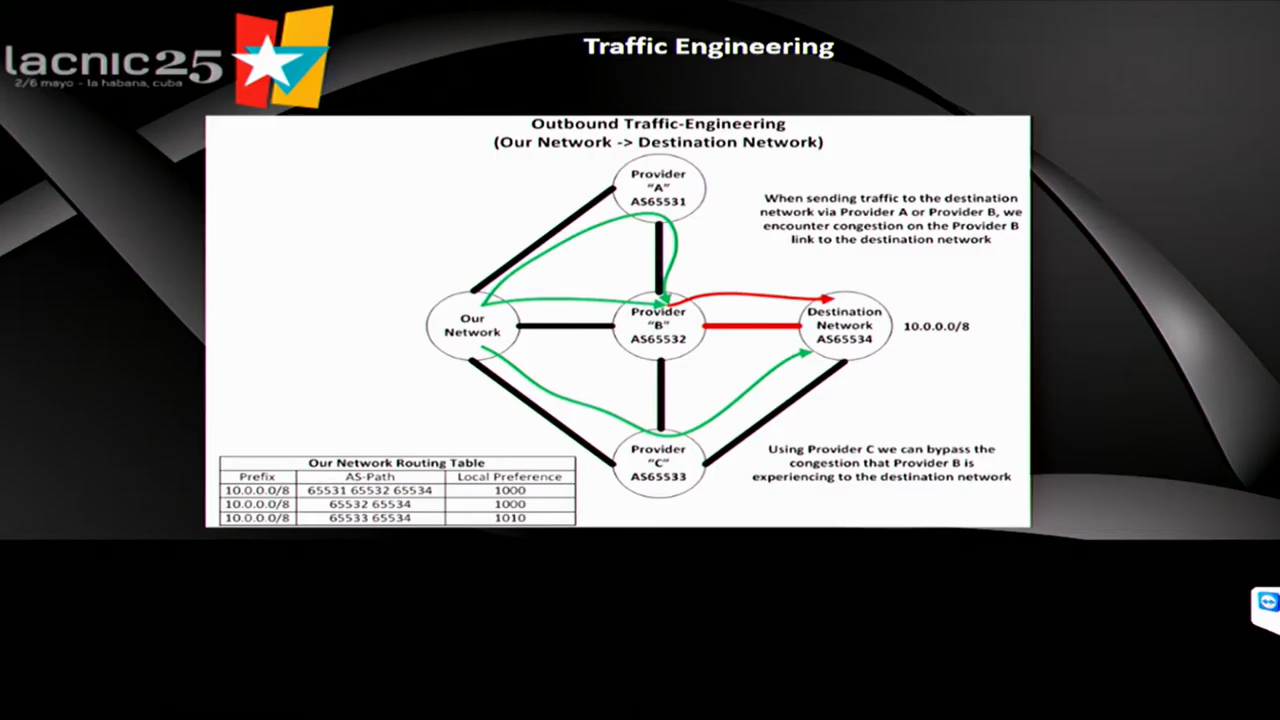 lacnic25
2/6 mayo - la habana, cuba
Traffic Engineering
Outbound Traffic-Engineering
(Our Network -> Destination Network)
Provider
"A"
AS65531
When sending traffic to the destination
network via Provider A or Provider B, we
encounter congestion on the Provider B
link to the destination network
Our
Network
Provider
"B"
AS65532
Destination
Network
AS65534
10.0.0.0/8
Provider
"C"
AS65533
Using Provider C we can bypass the
congestion that Provider B is
experiencing to the destination network
Our Network Routing Table
Prefix AS-Path Local Preference
10.0.0.0/8 65531 65532 65534 1000
10.0.0.0/8 65532 65534 1000
10.0.0.0/8 65533 65534 1010